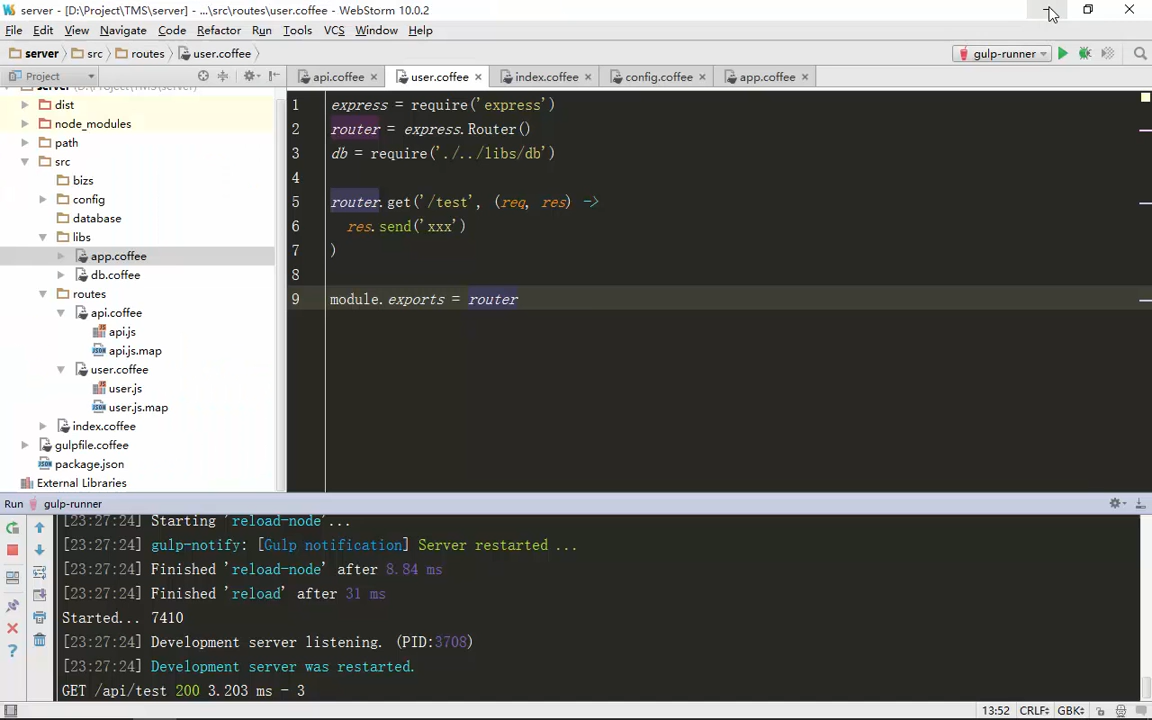 server - [D:\Project\TMS\server] - ...\src\routes\user.coffee - WebStorm 10.0.2
File Edit View Navigate Code Refactor Run Tools VCS Window Help
server src routes user.coffee gulp-runner
Project api.coffee user.coffee index.coffee config.coffee app.coffee
server (D:\Project\TMS\server)
dist
node_modules
path
src
bizs
config
database
libs
app.coffee
db.coffee
routes
api.coffee
api.js
api.js.map
user.coffee
user.js
user.js.map
index.coffee
gulpfile.coffee
package.json
External Libraries
1 express = require('express')
2 router = express.Router()
3 db = require('./../libs/db')
4
5 router.get('/test', (req, res) ->
6 res.send('xxx')
7 )
8
9 module.exports = router
Run gulp-runner
[23:27:24] Starting 'reload-node'...
[23:27:24] gulp-notify: [Gulp notification] Server restarted ...
[23:27:24] Finished 'reload-node' after 8.84 ms
[23:27:24] Finished 'reload' after 31 ms
Started... 7410
[23:27:24] Development server listening. (PID:3708)
[23:27:24] Development server was restarted.
GET /api/test 200 3.203 ms - 3
13:52 CRLF GBK